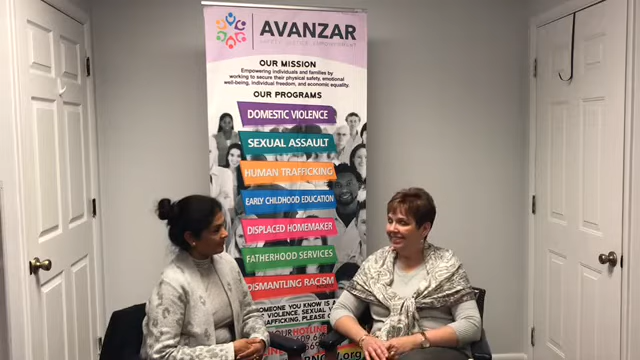 AVANZAR
OUR MISSION
Empowering individuals and families by
working to secure their physical safety, emotional
well-being, individual freedom, and economic equality.
OUR PROGRAMS
DOMESTIC VIOLENCE
SEXUAL ASSAULT
HUMAN TRAFFICKING
EARLY CHILDHOOD EDUCATION
DISPLACED HOMEMAKER
FATHERHOOD SERVICES
DISMANTLING RACISM
SOMEONE YOU KNOW IS A
VIOLENCE, SEXUAL
TRAFFICKING, PLEASE
OUR HOTLINE